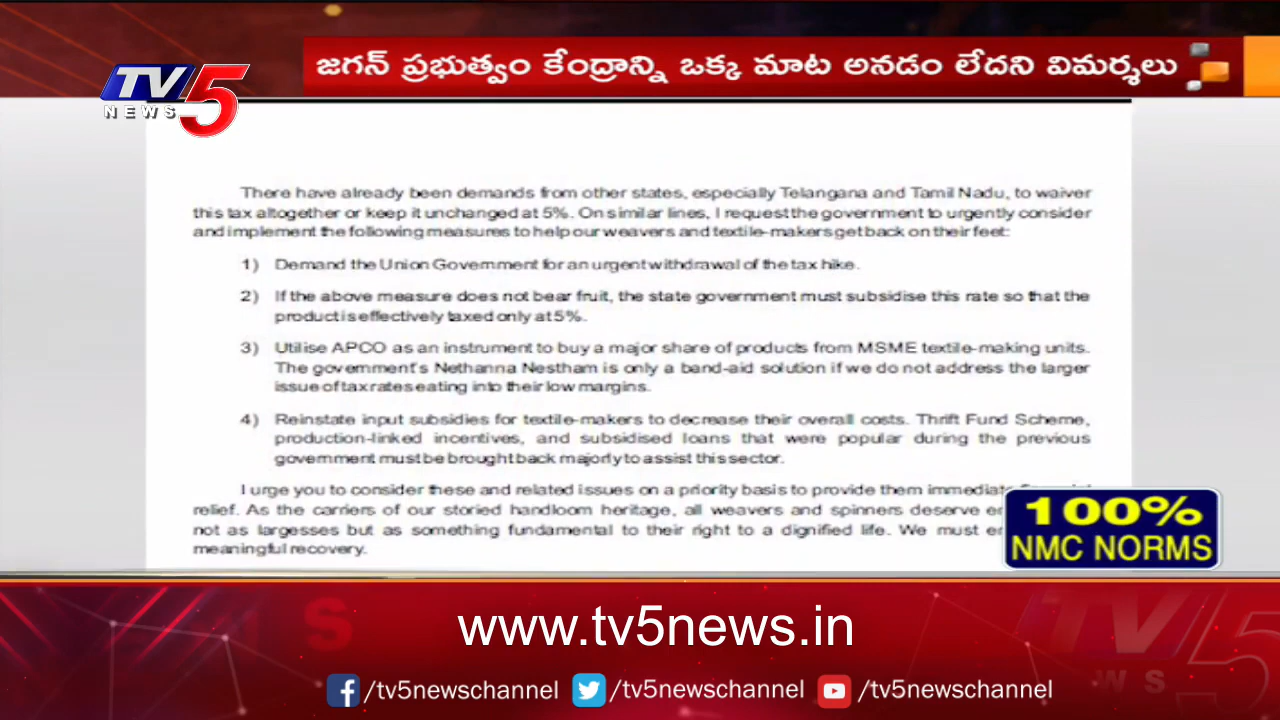 జగన్ ప్రభుత్వం కేంద్రాన్ని ఒక్క మాట అనడం లేదని విమర్శలు
TV5
NEWS
There have already been demands from other states, especially Telangana and Tamil Nadu, to waiver
this tax altogether or keep it unchanged at 5%. On similar lines, I request the government to urgently consider
and implement the following measures to help our weavers and textile-makers get back on their feet:
1) Demand the Union Government for an urgent withdrawal of the tax hike.
2) If the above measure does not bear fruit, the state government must subsidise this rate so that the
product is effectively taxed only at 5%.
3) Utilise APCO as an instrument to buy a major share of products from MSME textile-making units.
The government's Nethanna Nestham is only a band-aid solution if we do not address the larger
issue of tax rates eating into their low margins.
4) Reinstate input subsidies for textile-makers to decrease their overall costs. Thrift Fund Scheme,
production-linked incentives, and subsidised loans that were popular during the previous
government must be brought back majorly to assist this sector.
I urge you to consider these and related issues on a priority basis to provide them immediate
relief. As the carriers of our storied handloom heritage, all weavers and spinners deserve
not as largesses but as something fundamental to their right to a dignified life. We must
meaningful recovery.
100%
NMC NORMS
www.tv5news.in
/tv5newschannel /tv5newschannel /tv5newschannel